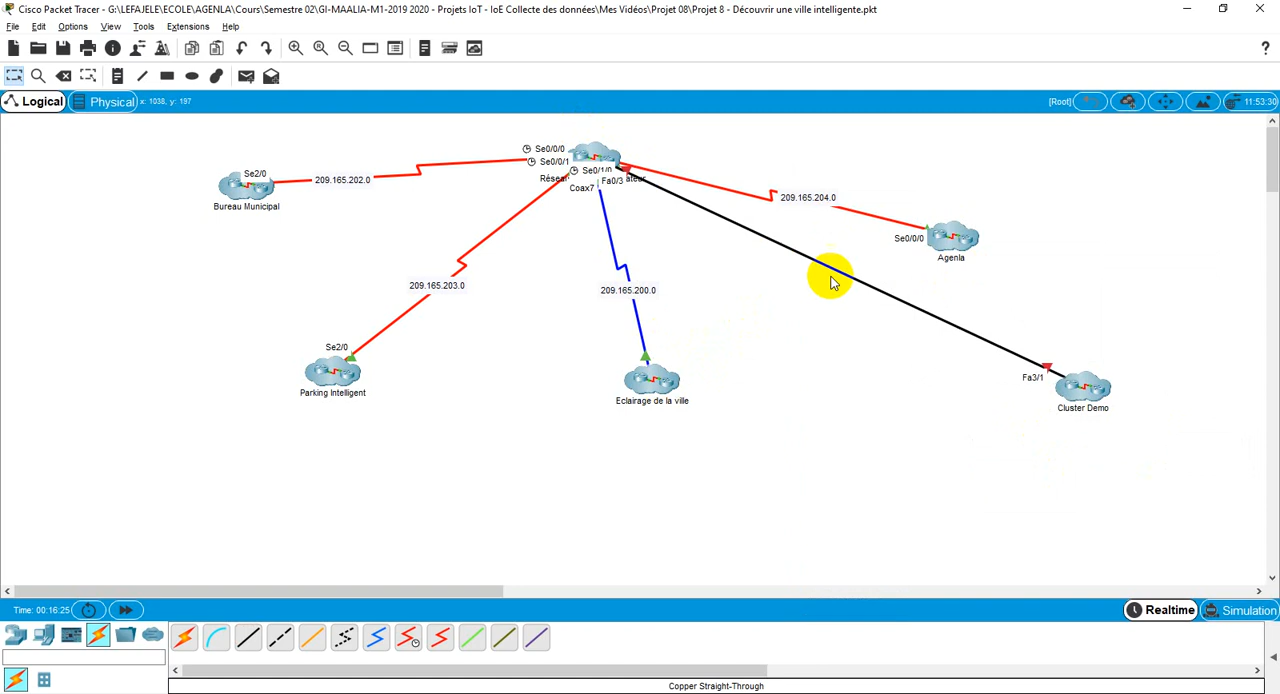 Cisco Packet Tracer - G:\LEFAJELE\ECOLE\AGENLA\Cours\Semestre 02\GI-MAALIA-M1-2019 2020 - Projets IoT - IoE Collecte des données\Mes Vidéos\Projet 08\Projet 8 - Découvrir une ville intelligente.pkt
File Edit Options View Tools Extensions Help
?
Logical Physical x: 1038, y: 197 [Root] 11:53:30
Se0/0/0
Se0/0/1
Se0/1/0
Coax7 Fa0/3
Se2/0
209.165.202.0
Bureau Municipal
209.165.204.0
Se0/0/0
Agenla
209.165.203.0
209.165.200.0
Se2/0
Parking Intelligent
Eclairage de la ville
Fa3/1
Cluster Demo
Time: 00:16:25 Realtime Simulation
Copper Straight-Through